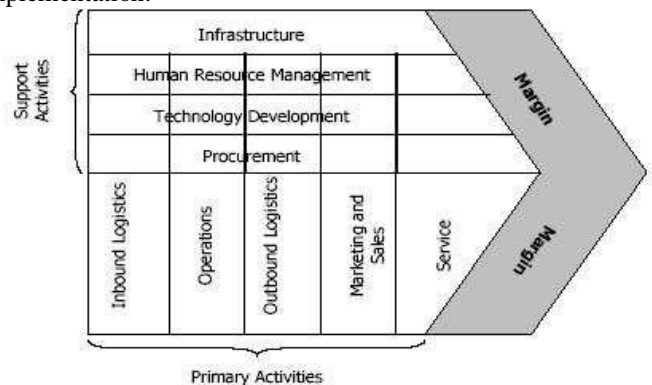 Infrastructure
Human Resource Management
Technology Development
Procurement
Support
Activities
Margin
Margin
Inbound Logistics
Operations
Outbound Logistics
Marketing and
Sales
Service
Primary Activities